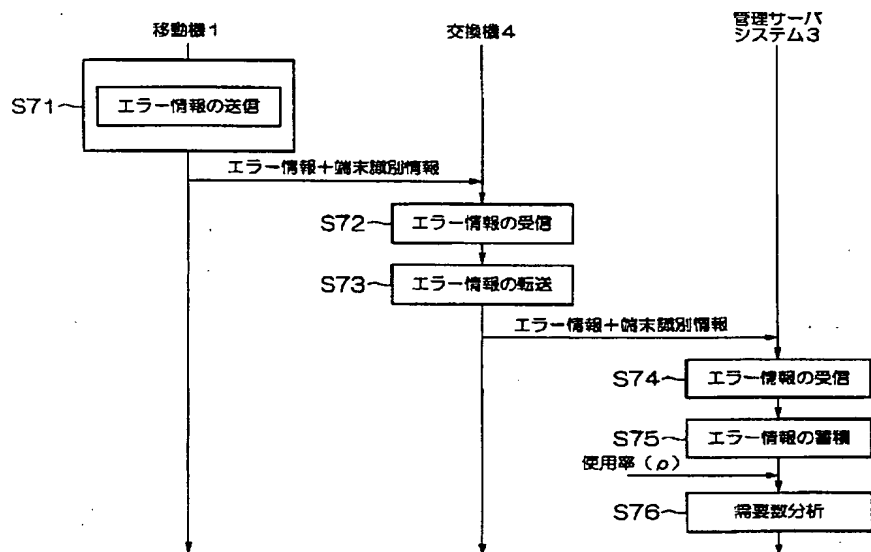 移動機1
交換機4
管理サーバ
システム3
S71
エラー情報の送信
エラー情報+端末識別情報
S72
エラー情報の受信
S73
エラー情報の転送
エラー情報+端末識別情報
S74
エラー情報の受信
S75
エラー情報の蓄積
使用率(ρ)
S76
需要数分析